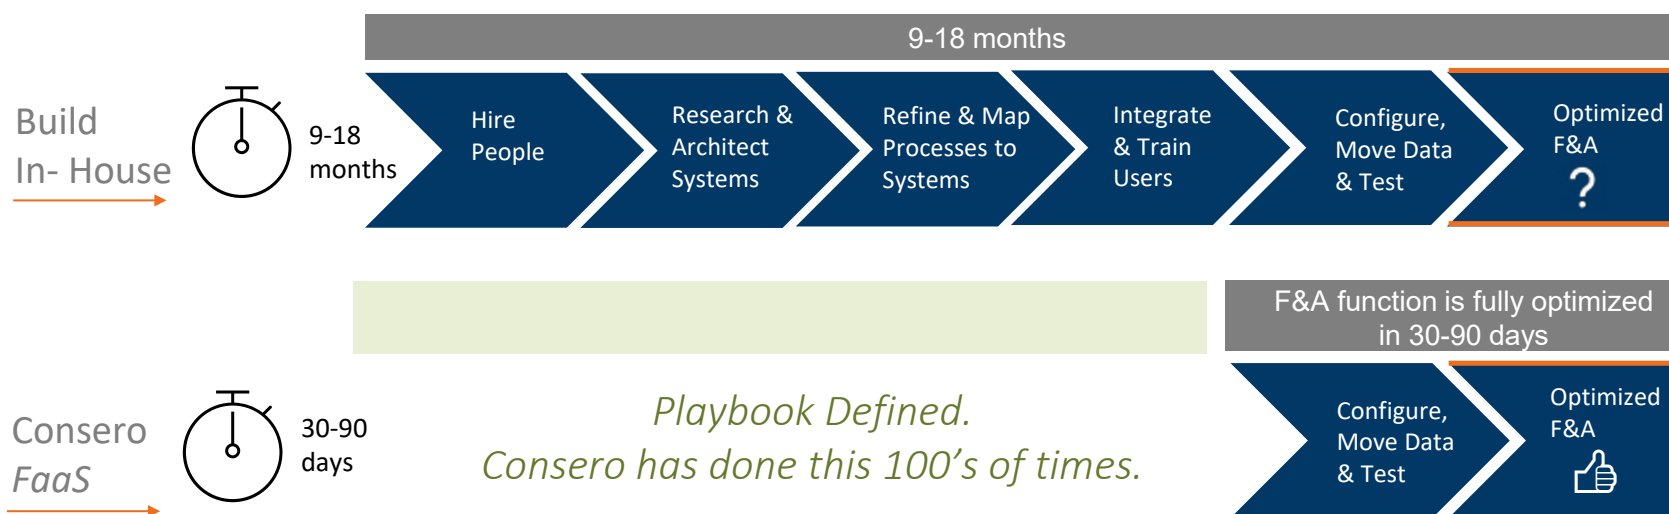 9-18 months
Build
In- House
9-18
months
Hire
People
Research &
Architect
Systems
Refine & Map
Processes to
Systems
Integrate
& Train
Users
Configure,
Move Data
& Test
Optimized
F&A
?
F&A function is fully optimized
in 30-90 days
Consero
FaaS
30-90
days
Playbook Defined.
Consero has done this 100’s of times.
Configure,
Move Data
& Test
Optimized
F&A